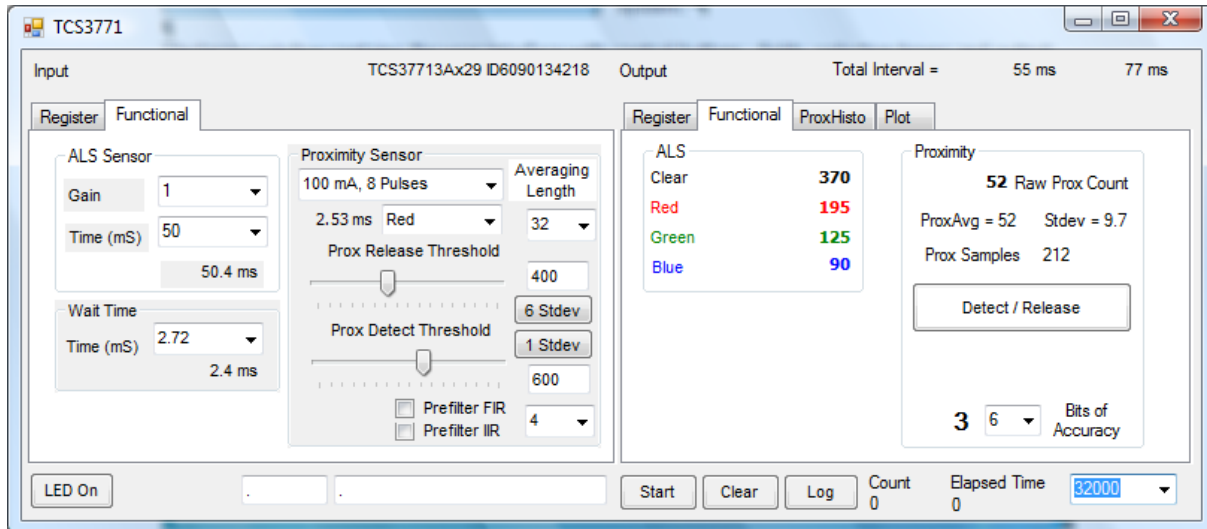 TCS3771
Input
TCS37713Ax29 ID6090134218
Output
Total Interval = 55 ms 77 ms
Register Functional
ALS Sensor
Gain 1
Time (mS) 50
50.4 ms
Wait Time
Time (mS) 2.72
2.4 ms
Proximity Sensor
100 mA, 8 Pulses
Averaging
Length
2.53 ms Red 32
Prox Release Threshold
400
6 Stdev
Prox Detect Threshold
1 Stdev
600
Prefilter FIR
Prefilter IIR
4
Register Functional ProxHisto Plot
ALS
Clear 370
Red 195
Green 125
Blue 90
Proximity
52 Raw Prox Count
ProxAvg = 52 Stdev = 9.7
Prox Samples 212
Detect / Release
3 6 Bits of
Accuracy
LED On . .
Start Clear Log
Count
0
Elapsed Time
0
32000